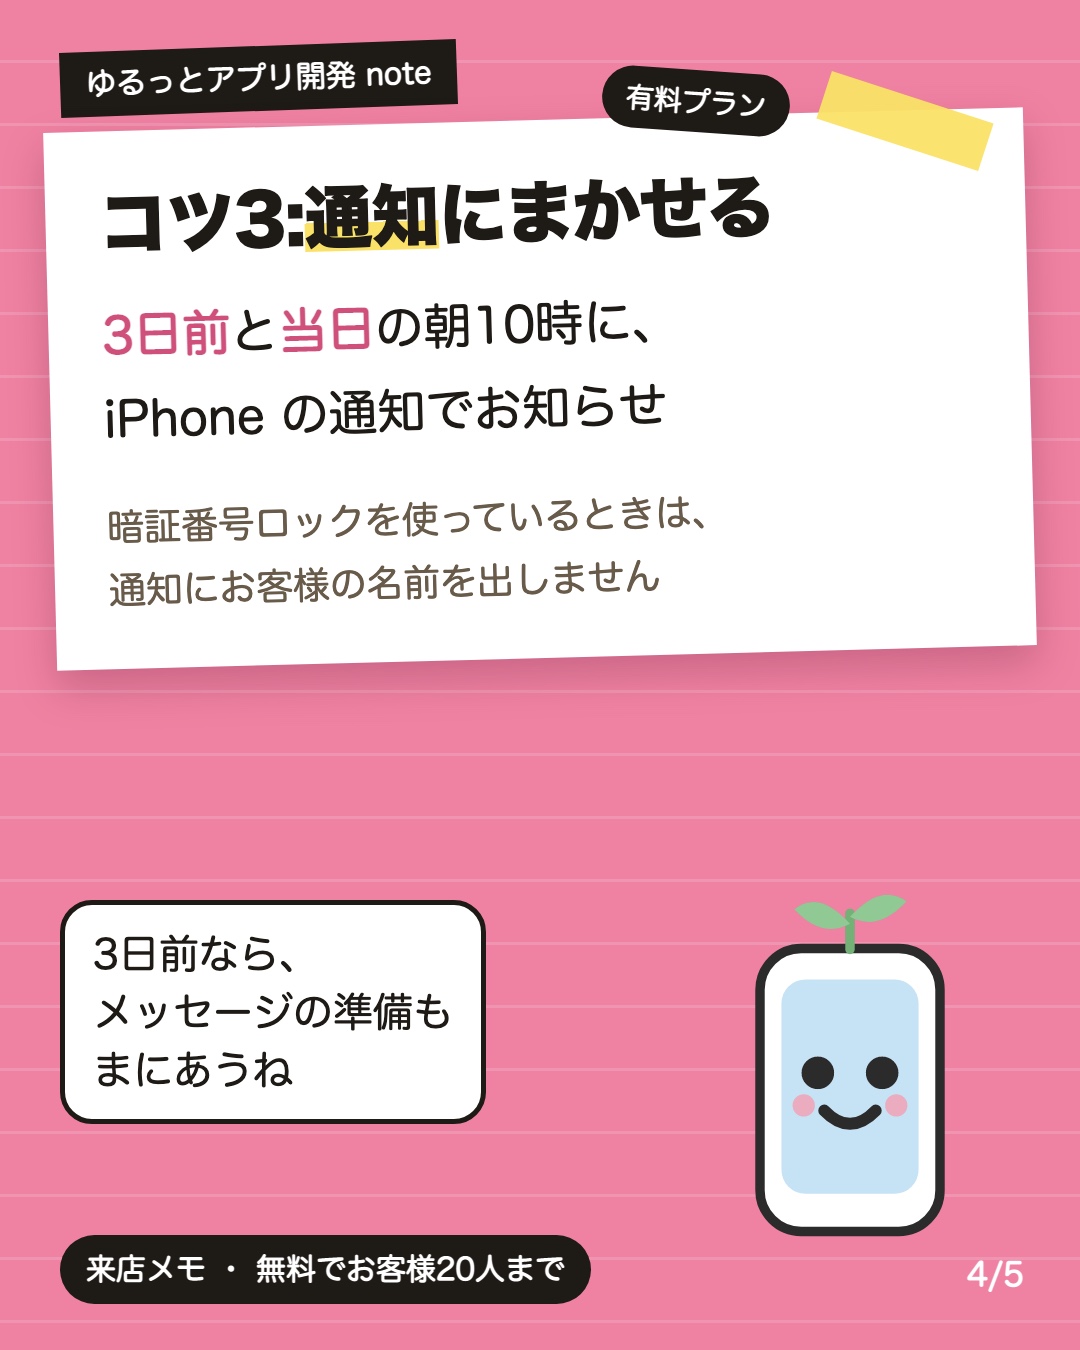 ゆるっとアプリ開発 note
有料プラン
コツ3:通知にまかせる
3日前と当日の朝10時に、
iPhone の通知でお知らせ
暗証番号ロックを使っているときは、
通知にお客様の名前を出しません
3日前なら、
メッセージの準備も
まにあうね
来店メモ ・ 無料でお客様20人まで
4/5